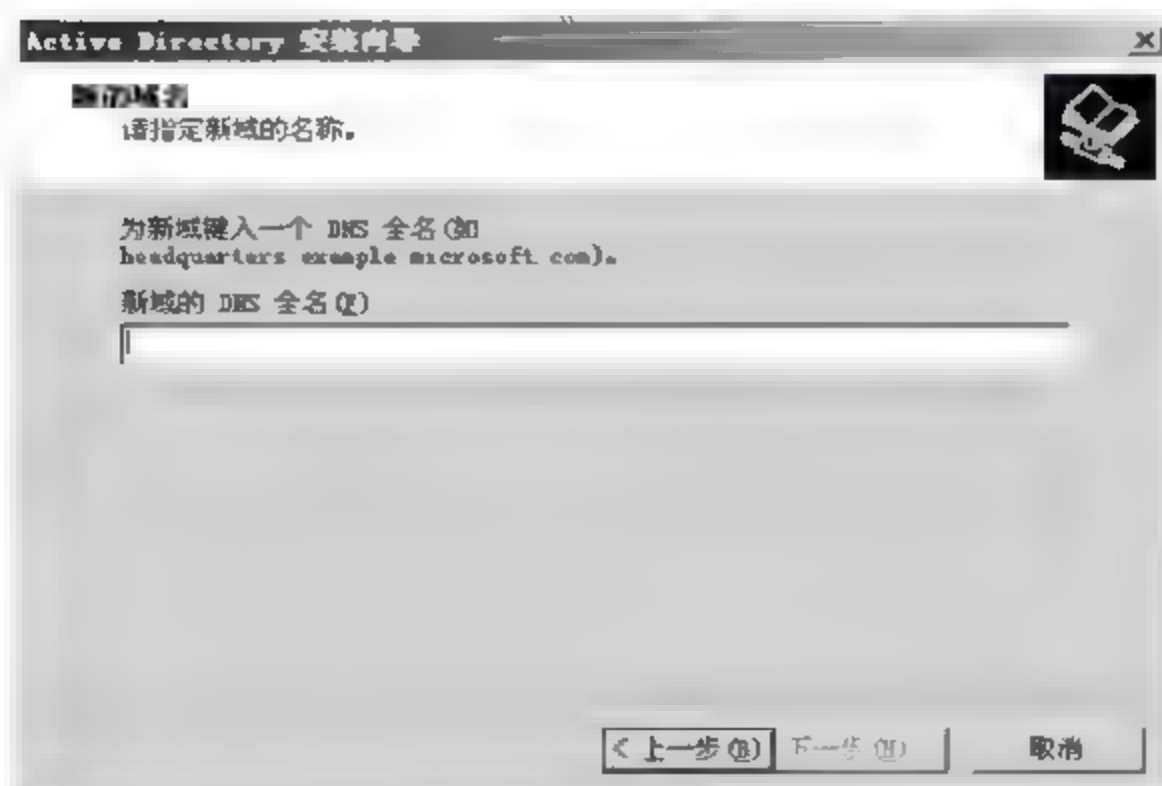 Active Directory 安装向导
新的域名
请指定新域的名称。
为新域键入一个 DNS 全名(如
headquarters example microsoft com)。
新域的 DNS 全名(F)
< 上一步(B)
下一步(N)
取消